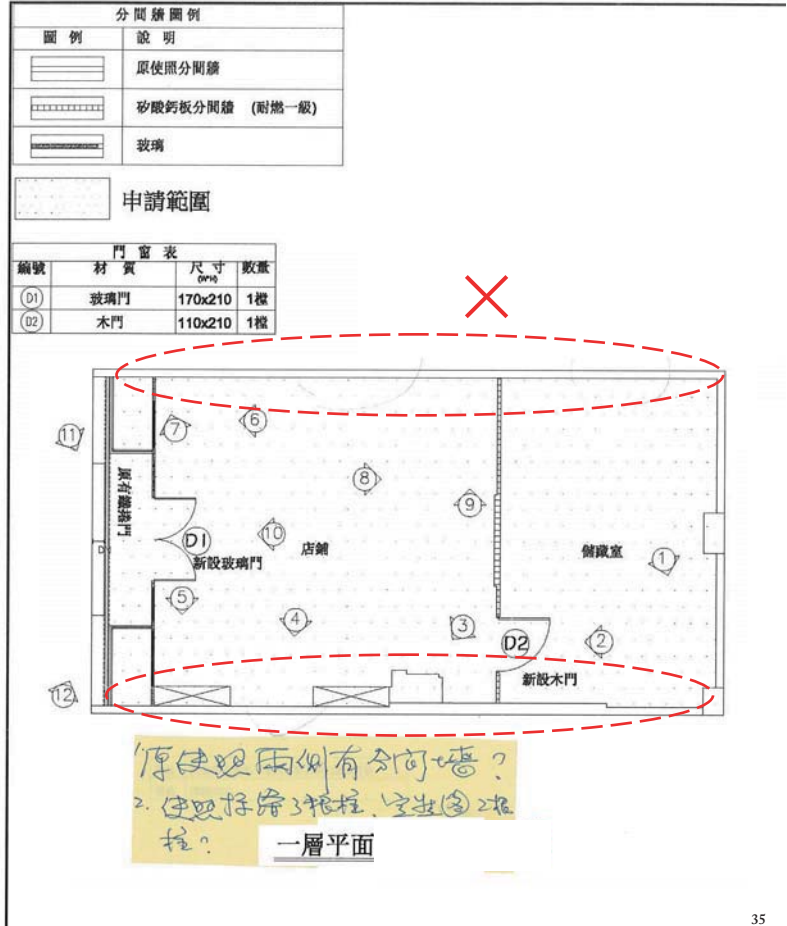 分間牆圖例
圖例 說明
原使照分間牆
矽酸鈣板分間牆 (耐燃一級)
玻璃
申請範圍
門窗表
編號 材質 尺寸 (W*H) 數量
D1 玻璃門 170x210 1樘
D2 木門 110x210 1樘
11
7
6
8
9
原有鐵捲門
D1
10
店鋪
新設玻璃門
儲藏室
1
5
4
3
D2
2
新設木門
12
1.原使照兩側有分間牆?
2.使照標鄰3根柱、室裝圖2根
柱?
一層平面
35